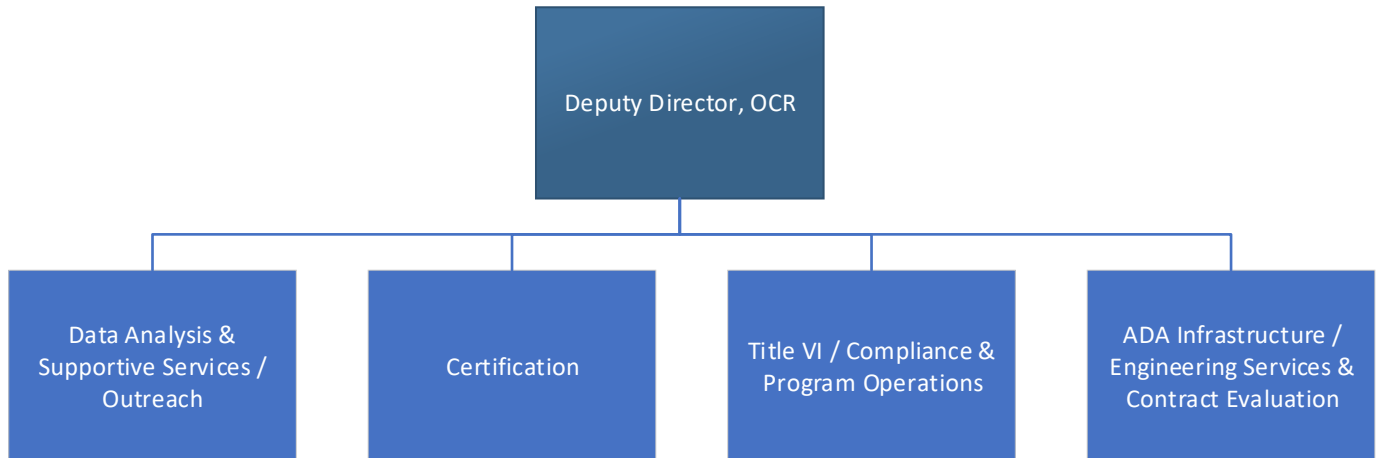 Deputy Director, OCR
Data Analysis &
Supportive Services /
Outreach
Certification
Title VI / Compliance &
Program Operations
ADA Infrastructure /
Engineering Services &
Contract Evaluation